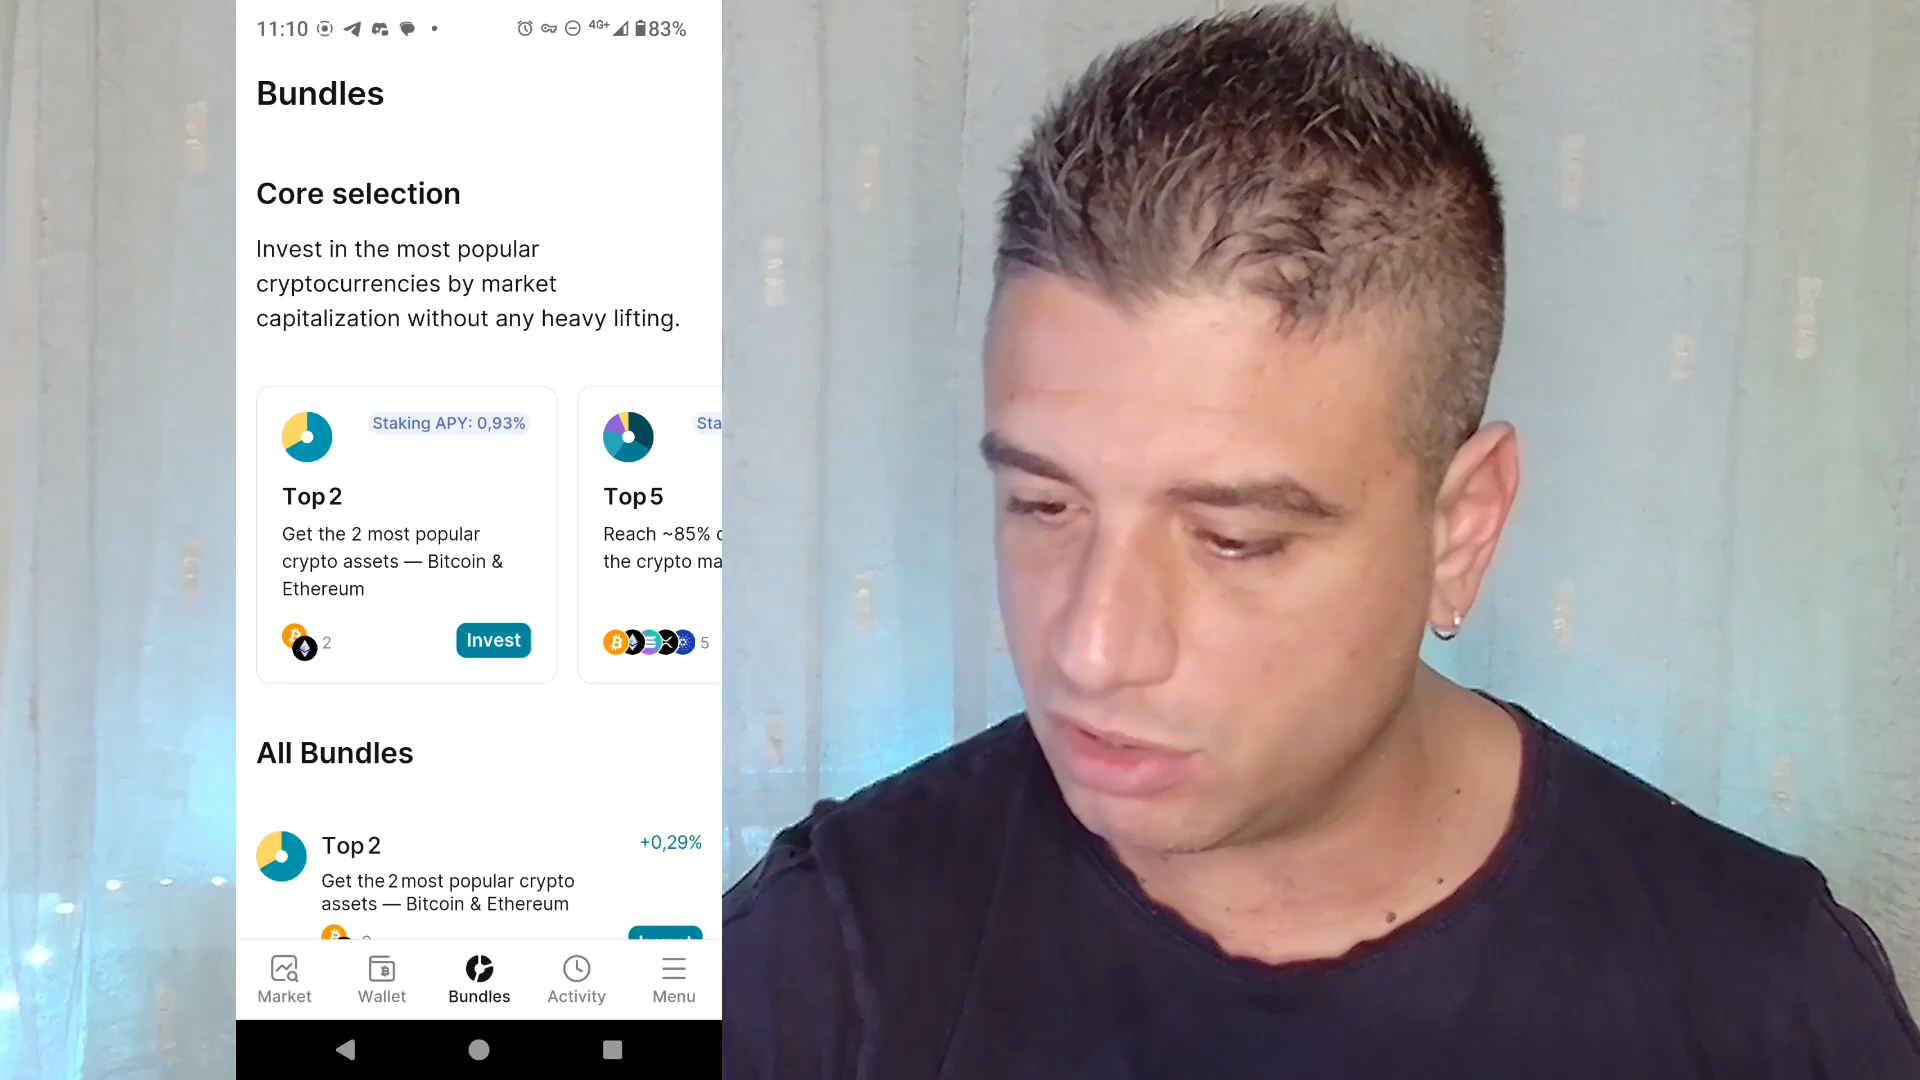 11:10
4G+
83%
Bundles
Core selection
Invest in the most popular
cryptocurrencies by market
capitalization without any heavy lifting.
Staking APY: 0,93%
Top 2
Get the 2 most popular
crypto assets — Bitcoin &
Ethereum
2
Invest
Sta
Top 5
Reach ~85% o
the crypto ma
5
All Bundles
Top 2
+0,29%
Get the 2 most popular crypto
assets — Bitcoin & Ethereum
Market
Wallet
Bundles
Activity
Menu